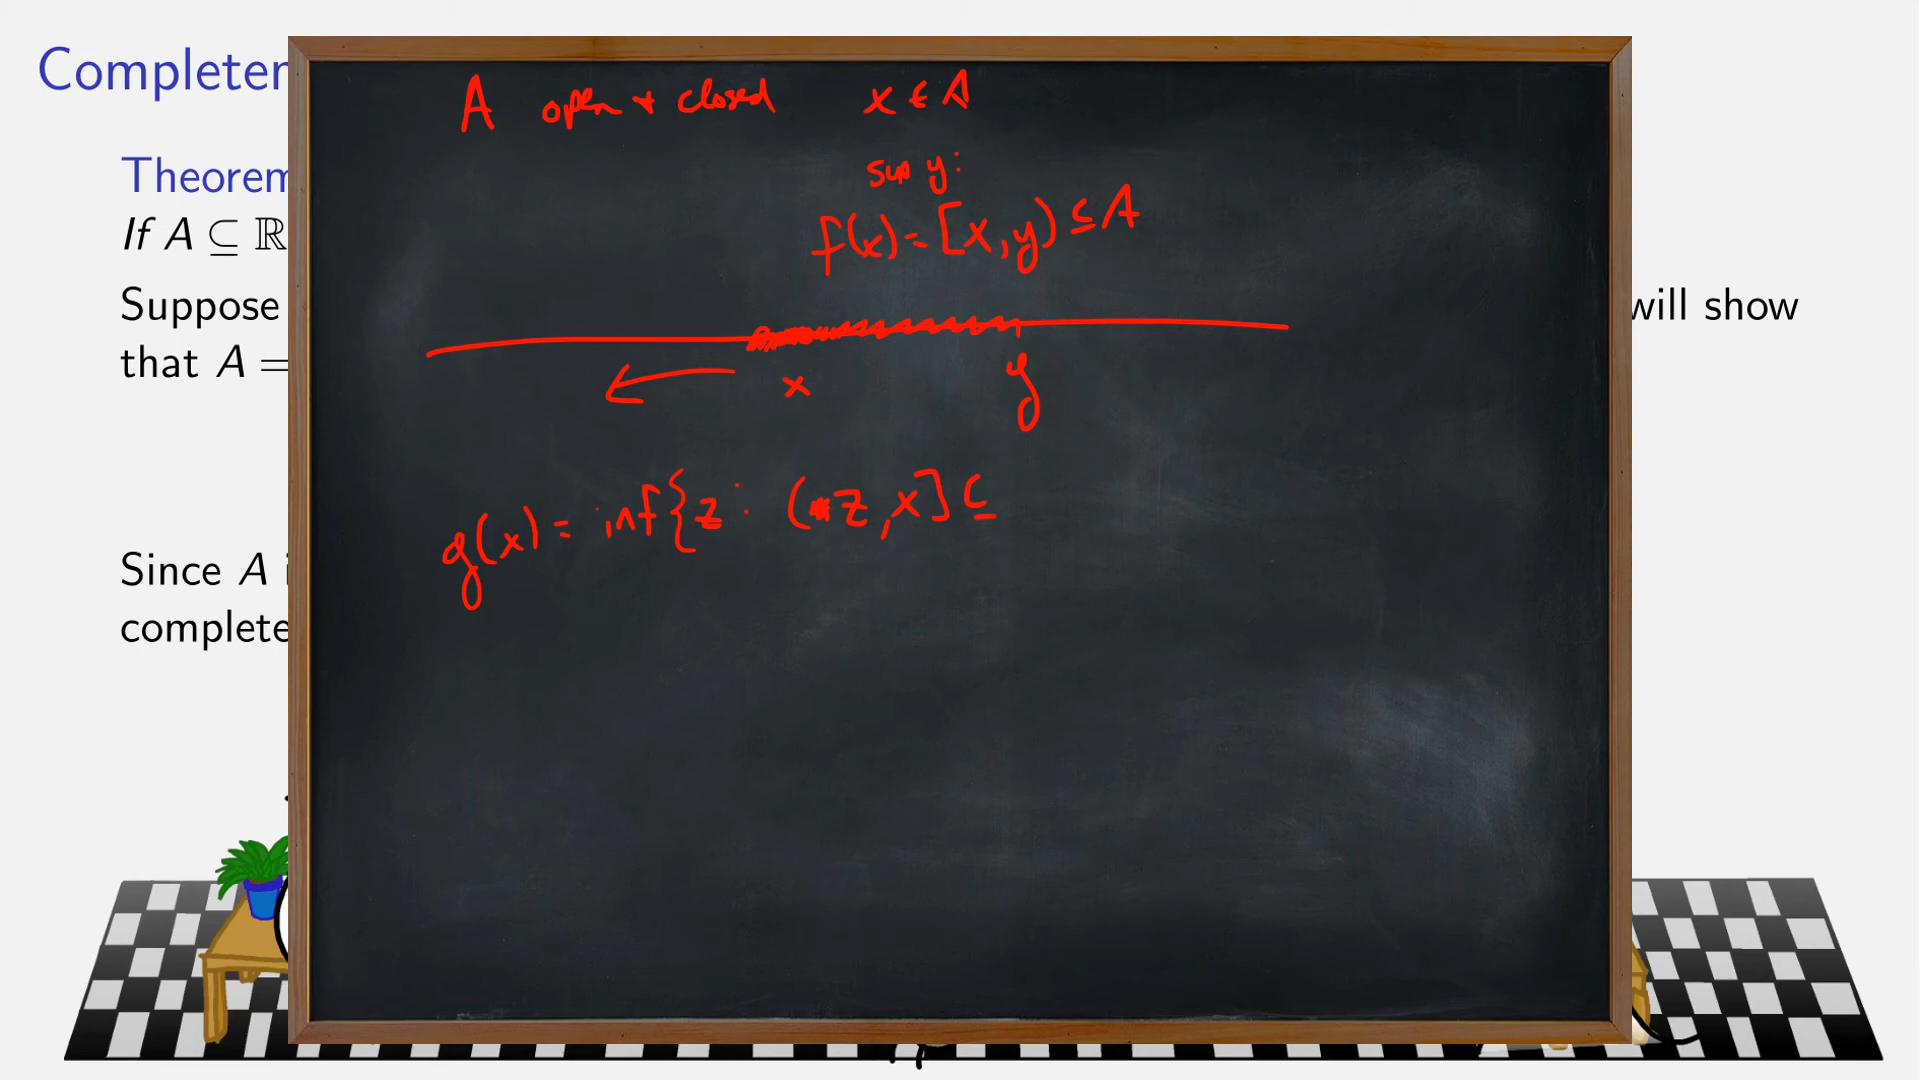 Completen
A open + closed x ∈ A
Theorem
sup y:
If A ⊆ ℝ
f(x) = [x, y) ⊆ A
Suppose
will show
that A =
x
y
g(x) = inf{z : (z, x] ⊆
Since A i
complete